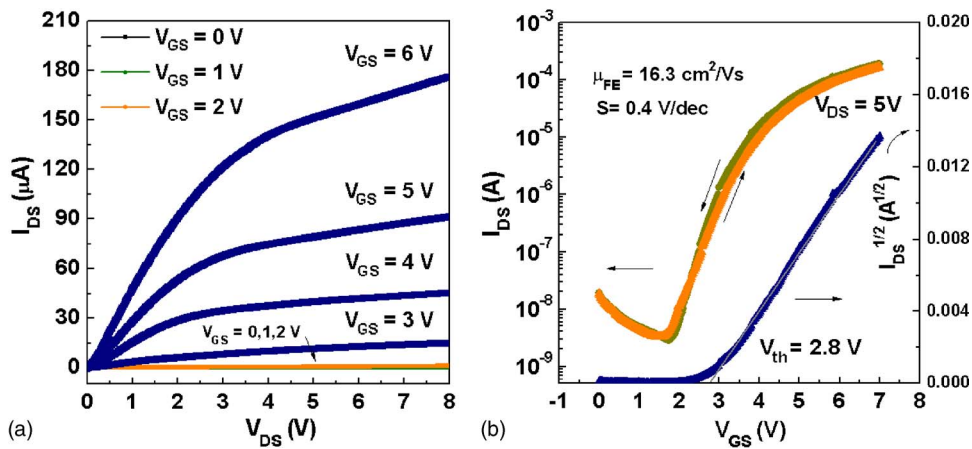 210
180
150
120
90
60
30
0
I_DS (μA)
V_GS = 0 V
V_GS = 1 V
V_GS = 2 V
V_GS = 6 V
V_GS = 5 V
V_GS = 4 V
V_GS = 3 V
V_GS = 0,1,2 V
0 1 2 3 4 5 6 7 8
V_DS (V)
(a)
10^-3
10^-4
10^-5
10^-6
10^-7
10^-8
10^-9
I_DS (A)
μ_FE = 16.3 cm²/Vs
S= 0.4 V/dec
V_DS = 5V
V_th = 2.8 V
-1 0 1 2 3 4 5 6 7 8
V_GS (V)
0.020
0.016
0.012
0.008
0.004
0.000
I_DS^1/2 (A^1/2)
(b)